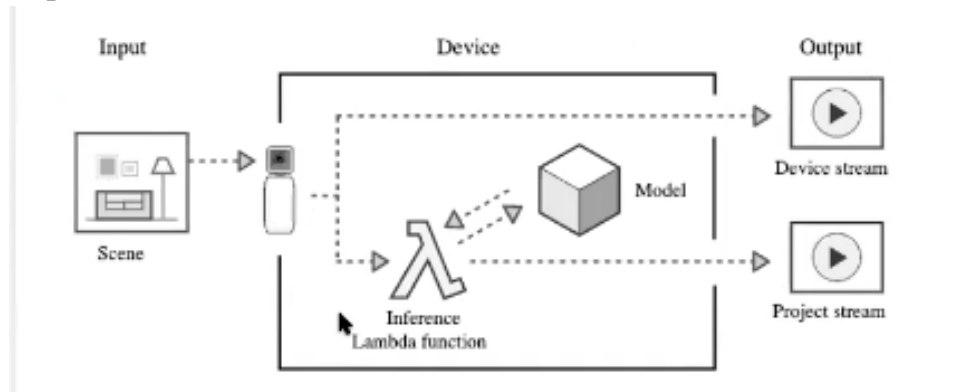 Input
Device
Output
Device stream
Model
Scene
Project stream
Inference
Lambda function